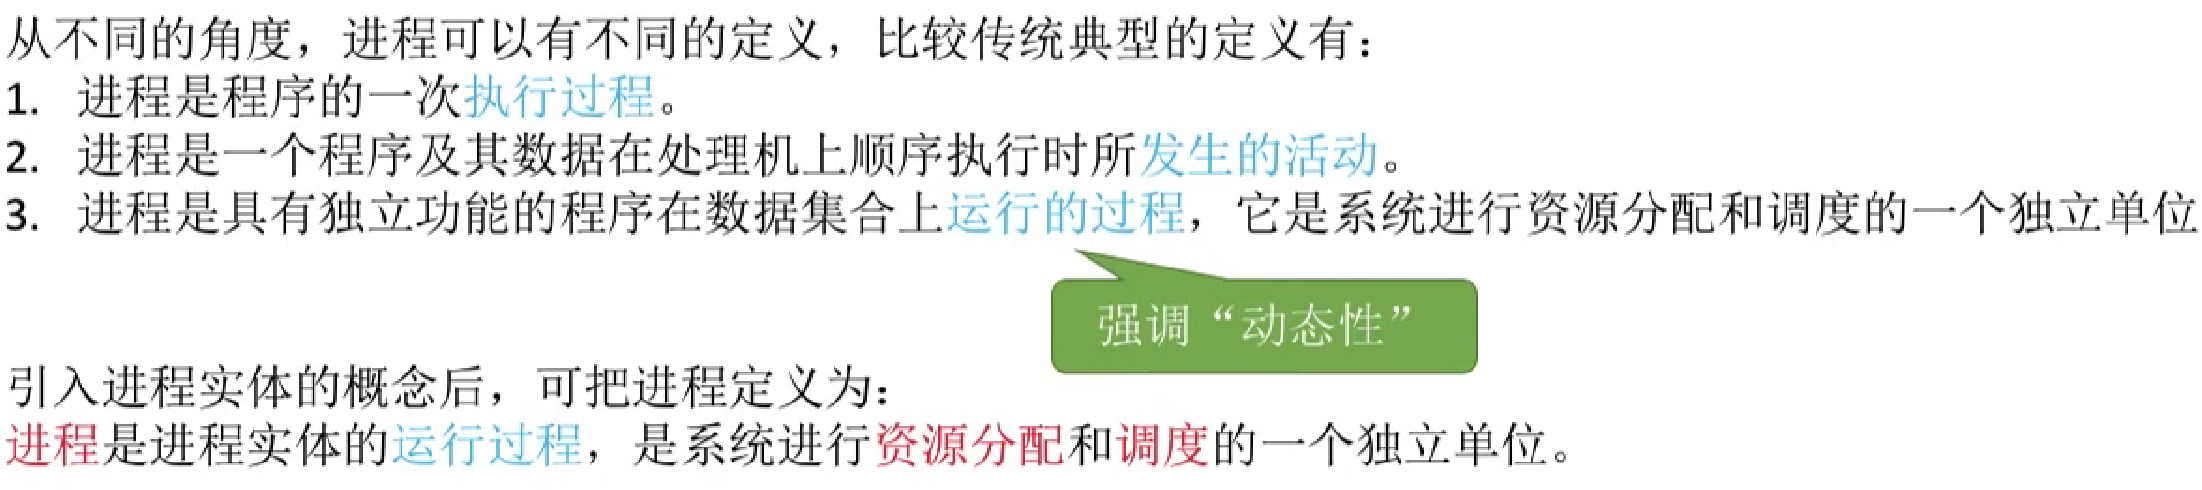 从不同的角度，进程可以有不同的定义，比较传统典型的定义有：
1. 进程是程序的一次执行过程。
2. 进程是一个程序及其数据在处理机上顺序执行时所发生的活动。
3. 进程是具有独立功能的程序在数据集合上运行的过程，它是系统进行资源分配和调度的一个独立单位
强调“动态性”
引入进程实体的概念后，可把进程定义为：
进程是进程实体的运行过程，是系统进行资源分配和调度的一个独立单位。